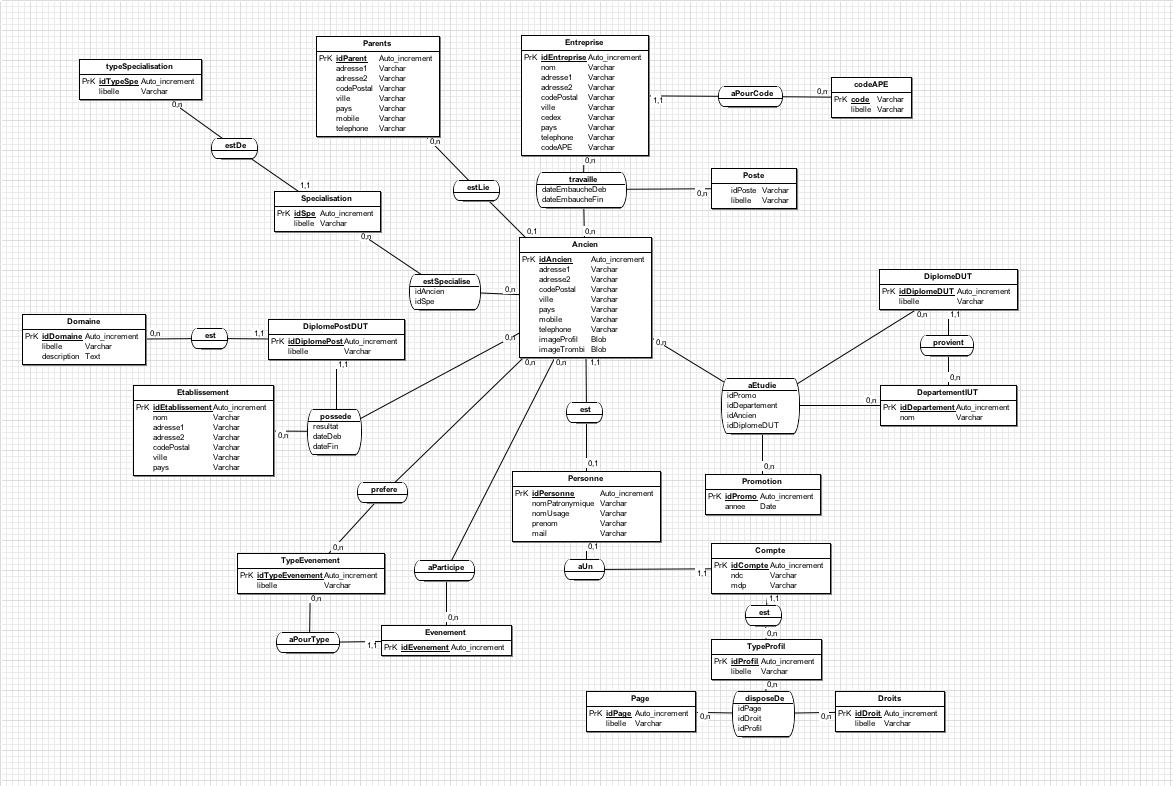 typeSpecialisation
PrK idTypeSpe Auto_increment
libelle Varchar
0,n
estDe
1,1
Specialisation
PrK idSpe Auto_increment
libelle Varchar
0,n
Parents
PrK idParent Auto_increment
adresse1 Varchar
adresse2 Varchar
codePostal Varchar
ville Varchar
pays Varchar
mobile Varchar
telephone Varchar
0,n
estLie
0,1
Entreprise
PrK idEntreprise Auto_increment
nom Varchar
adresse1 Varchar
adresse2 Varchar
codePostal Varchar
ville Varchar
cedex Varchar
pays Varchar
telephone Varchar
codeAPE Varchar
1,1
aPourCode
0,n
codeAPE
PrK code Varchar
libelle Varchar
0,n
travaille
dateEmbaucheDeb
dateEmbaucheFin
0,n
0,n
Poste
idPoste Varchar
libelle Varchar
Ancien
PrK idAncien Auto_increment
adresse1 Varchar
adresse2 Varchar
codePostal Varchar
ville Varchar
pays Varchar
mobile Varchar
telephone Varchar
imageProfil Blob
imageTrombi Blob
estSpecialise
idAncien
idSpe
0,n
Domaine
PrK idDomaine Auto_increment
libelle Varchar
description Text
0,n
est
1,1
DiplomePostDUT
PrK idDiplomePost Auto_increment
libelle Varchar
1,1
0,n
Etablissement
PrK idEtablissement Auto_increment
nom Varchar
adresse1 Varchar
adresse2 Varchar
codePostal Varchar
ville Varchar
pays Varchar
0,n
possede
resultat
dateDeb
dateFin
0,n
0,n
1,1
0,n
DiplomeDUT
PrK idDiplomeDUT Auto_increment
libelle Varchar
0,n
1,1
provient
0,n
DepartementIUT
PrK idDepartement Auto_increment
nom Varchar
0,n
aEtudie
idPromo
idDepartement
idAncien
idDiplomeDUT
0,n
Promotion
PrK idPromo Auto_increment
annee Date
est
0,1
Personne
PrK idPersonne Auto_increment
nomPatronymique Varchar
nomUsage Varchar
prenom Varchar
mail Varchar
0,1
aUn
1,1
prefere
0,n
TypeEvenement
PrK idTypeEvenement Auto_increment
libelle Varchar
0,n
aPourType
1,1
aParticipe
0,n
Evenement
PrK idEvenement Auto_increment
Compte
PrK idCompte Auto_increment
ndc Varchar
mdp Varchar
1,1
est
0,n
TypeProfil
PrK idProfil Auto_increment
libelle Varchar
0,n
Page
PrK idPage Auto_increment
libelle Varchar
0,n
disposeDe
idPage
idDroit
idProfil
0,n
Droits
PrK idDroit Auto_increment
libelle Varchar